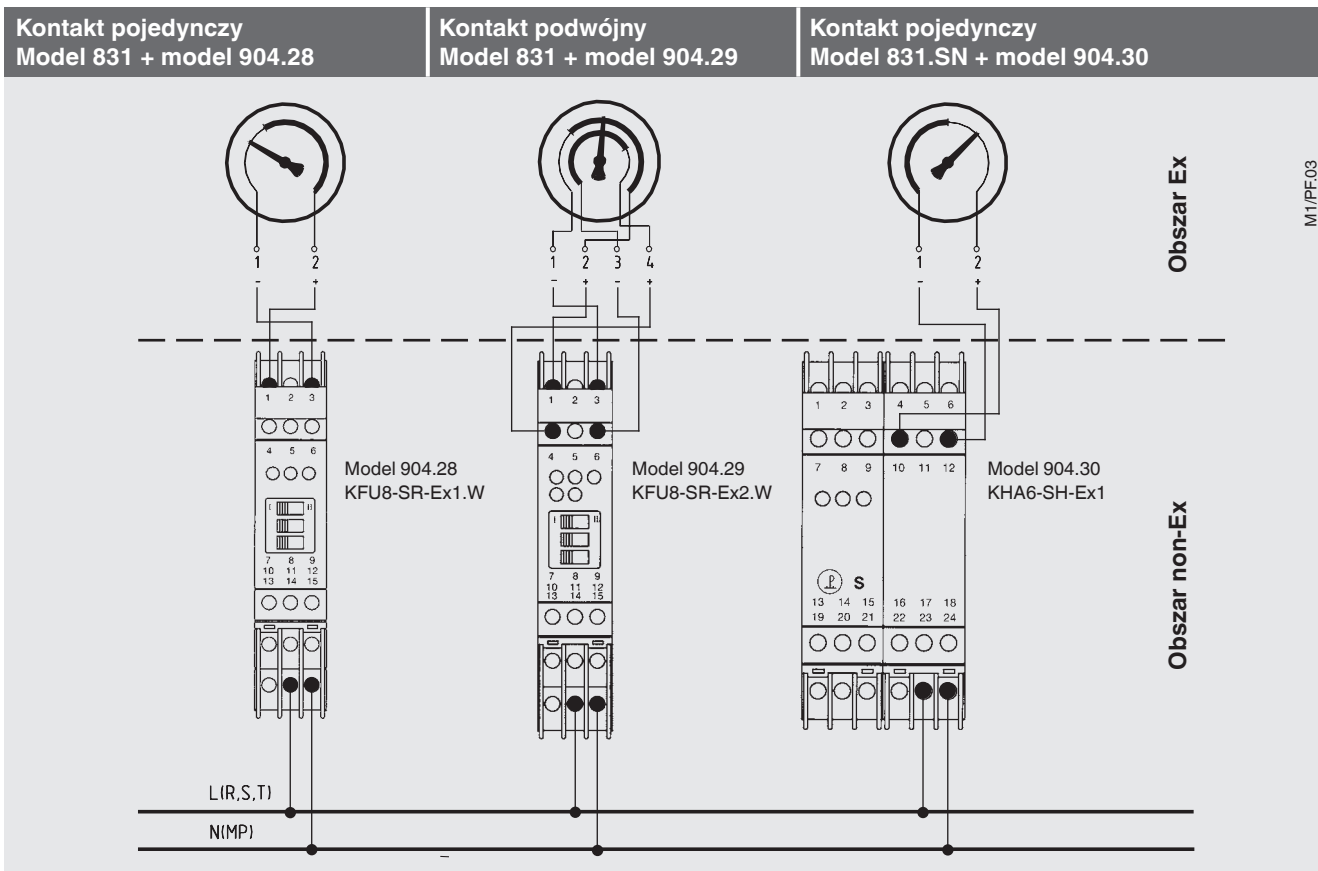 Kontakt pojedynczy
Model 831 + model 904.28
Kontakt podwójny
Model 831 + model 904.29
Kontakt pojedynczy
Model 831.SN + model 904.30
M1/PF.03
Obszar Ex
1 2
- +
1 2 3 4
- + - +
1 2
- +
1 2 3
4 5 6
I II
7 8 9
10 11 12
13 14 15
Model 904.28
KFU8-SR-Ex1.W
1 2 3
4 5 6
I II
7 8 9
10 11 12
13 14 15
Model 904.29
KFU8-SR-Ex2.W
1 2 3 4 5 6
7 8 9 10 11 12
S
13 14 15 16 17 18
19 20 21 22 23 24
Model 904.30
KHA6-SH-Ex1
Obszar non-Ex
L(R,S,T)
N(MP)